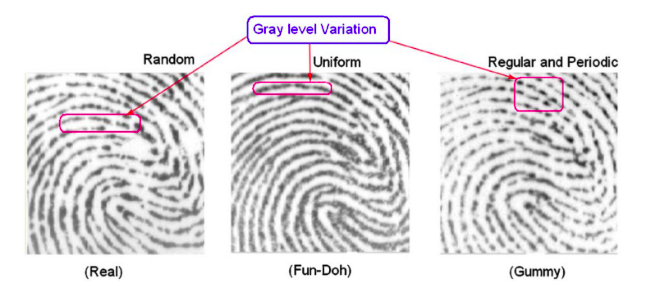 Gray level Variation
Random
Uniform
Regular and Periodic
(Real)
(Fun-Doh)
(Gummy)